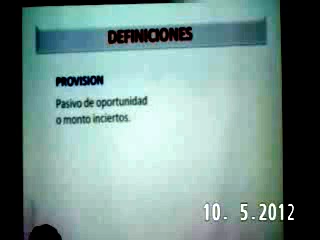 DEFINICIONES
PROVISION
Pasivo de oportunidad
o monto inciertos.
10. 5.2012